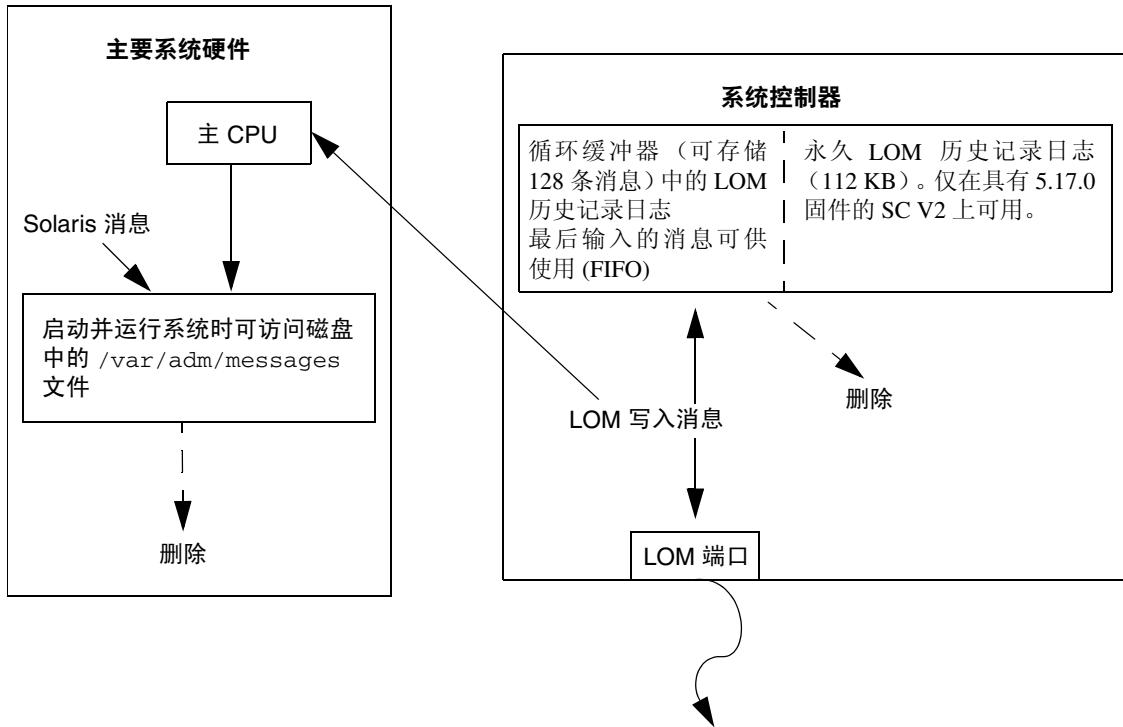 主要系统硬件
主 CPU
Solaris 消息
启动并运行系统时可访问磁盘
中的 /var/adm/messages
文件
删除
系统控制器
循环缓冲器（可存储
128 条消息）中的 LOM
历史记录日志
最后输入的消息可供
使用 (FIFO)
永久 LOM 历史记录日志
（112 KB）。仅在具有 5.17.0
固件的 SC V2 上可用。
删除
LOM 写入消息
LOM 端口